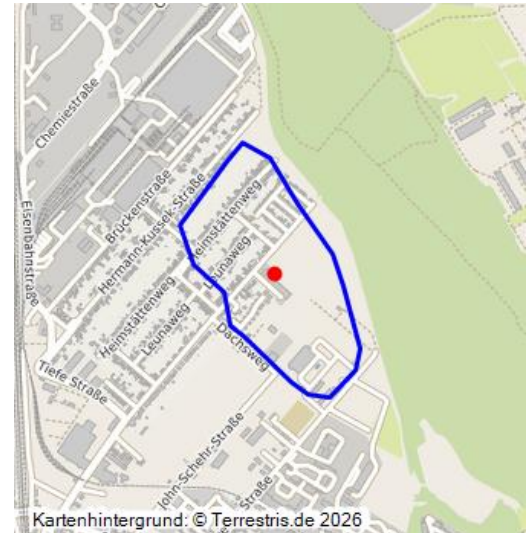 Chemiestraße
Eisenbahnstraße
Brückenstraße
Hermann-Kussek-Straße
Heimstättenweg
Leunaweg
Heimstättenweg
Leunaweg
Dachsweg
Tiefe Straße
John-Schehr-Straße
Straße
Kartenhintergrund: © Terrestris.de 2026